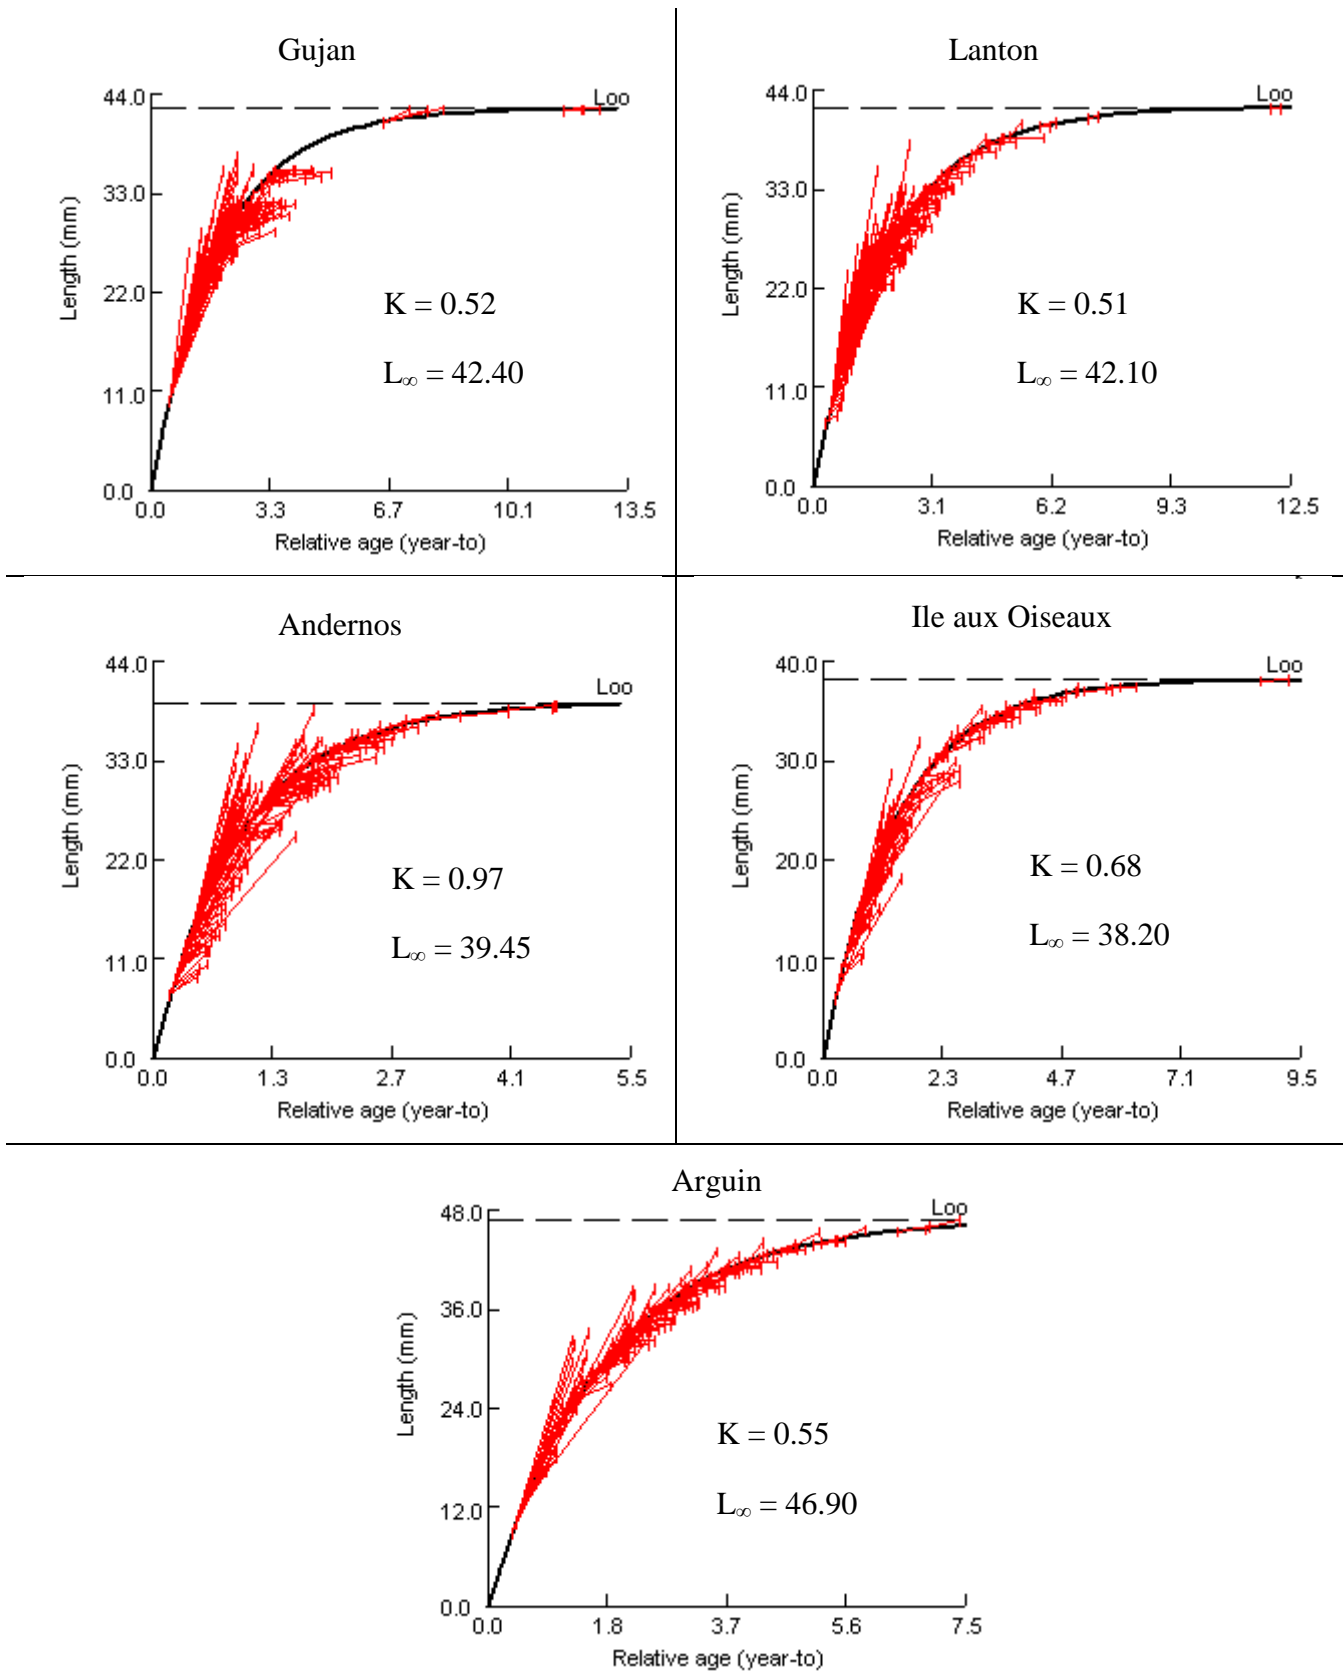 Gujan
44.0
Loo
33.0
Length (mm)
22.0
K = 0.52
L∞ = 42.40
11.0
0.0
0.0 3.3 6.7 10.1 13.5
Relative age (year-to)
Lanton
44.0
Loo
33.0
Length (mm)
22.0
K = 0.51
L∞ = 42.10
11.0
0.0
0.0 3.1 6.2 9.3 12.5
Relative age (year-to)
Andernos
44.0
Loo
33.0
Length (mm)
22.0
K = 0.97
L∞ = 39.45
11.0
0.0
0.0 1.3 2.7 4.1 5.5
Relative age (year-to)
Ile aux Oiseaux
40.0
Loo
30.0
Length (mm)
20.0
K = 0.68
L∞ = 38.20
10.0
0.0
0.0 2.3 4.7 7.1 9.5
Relative age (year-to)
Arguin
48.0
Loo
36.0
Length (mm)
24.0
K = 0.55
L∞ = 46.90
12.0
0.0
0.0 1.8 3.7 5.6 7.5
Relative age (year-to)